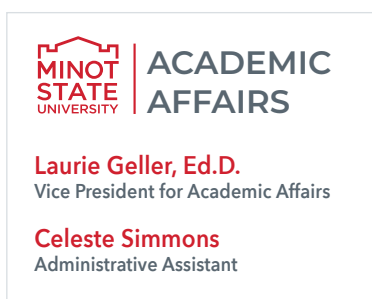 MINOT
STATE
UNIVERSITY
ACADEMIC
AFFAIRS
Laurie Geller, Ed.D.
Vice President for Academic Affairs
Celeste Simmons
Administrative Assistant